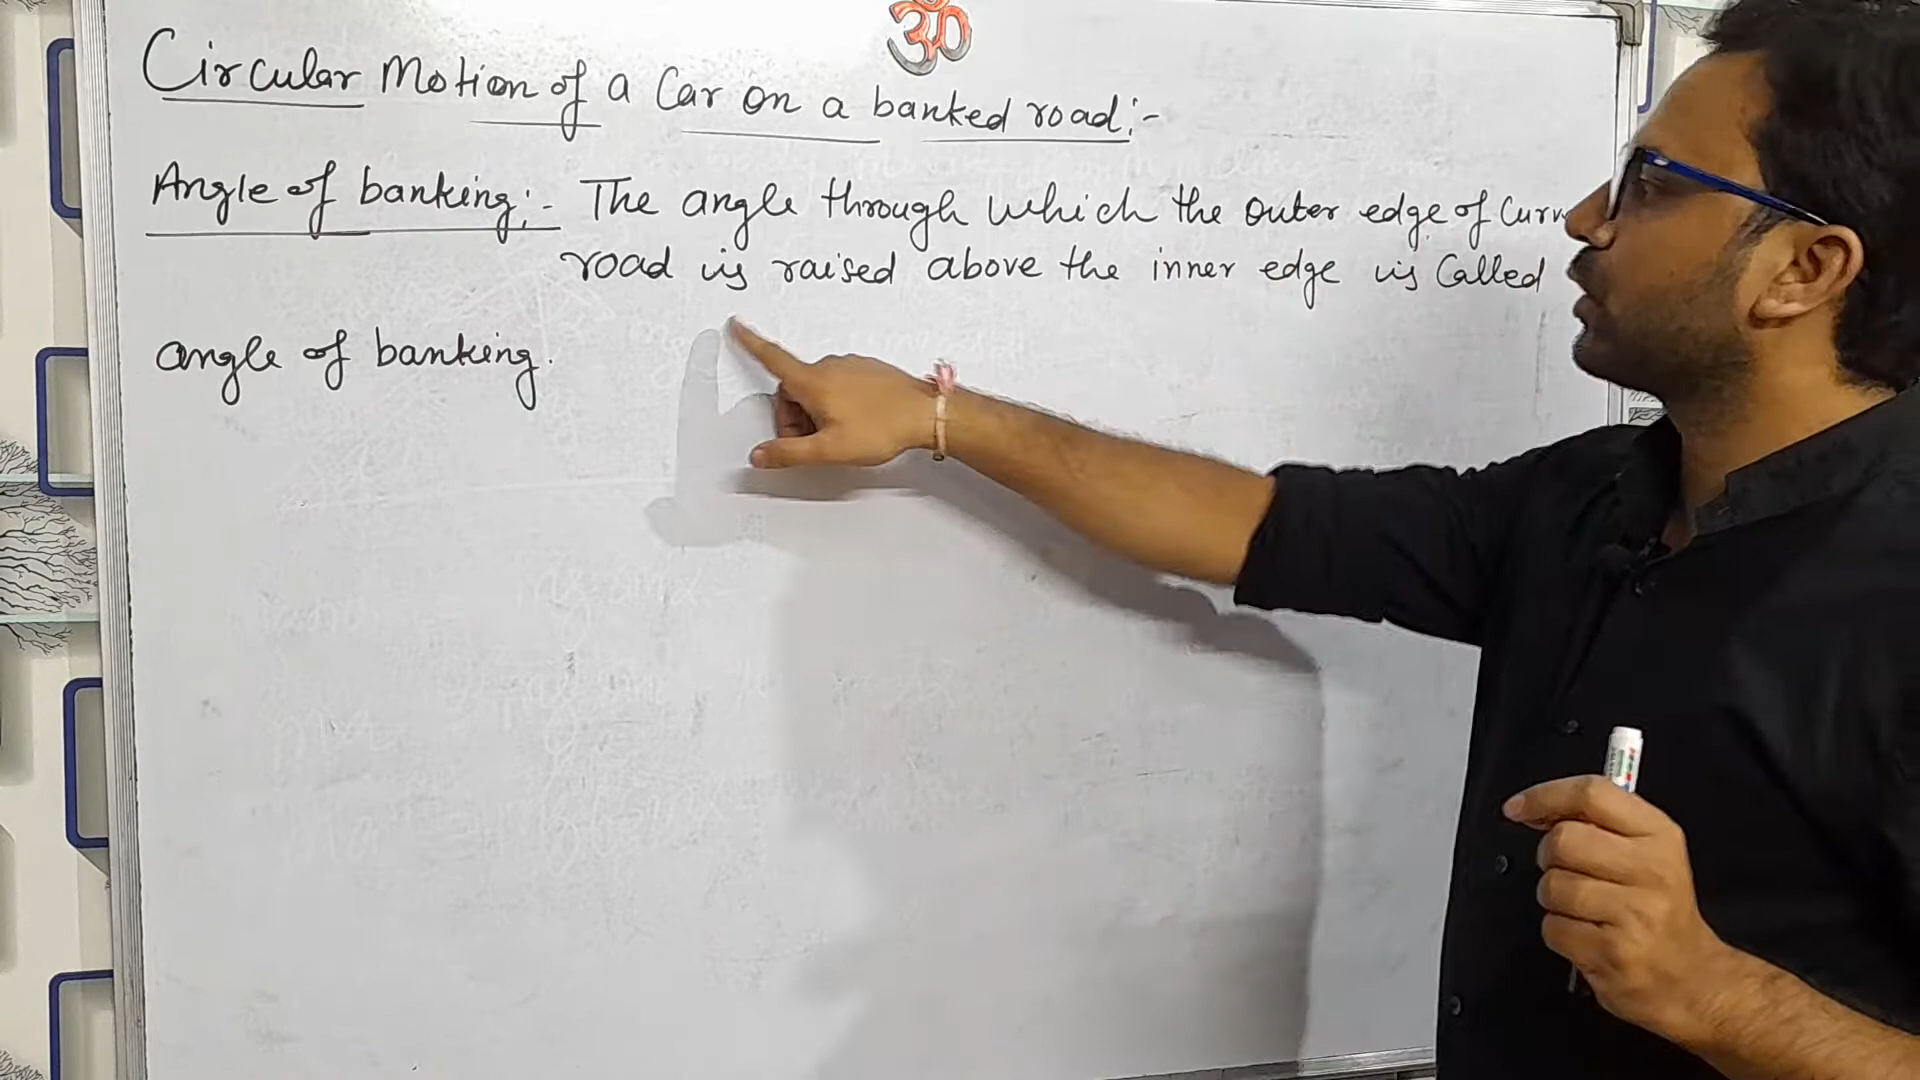 ॐ
Circular Motion of a Car on a banked road:-
Angle of banking:- The angle through which the outer edge of Curv
road is raised above the inner edge is Called
angle of banking.